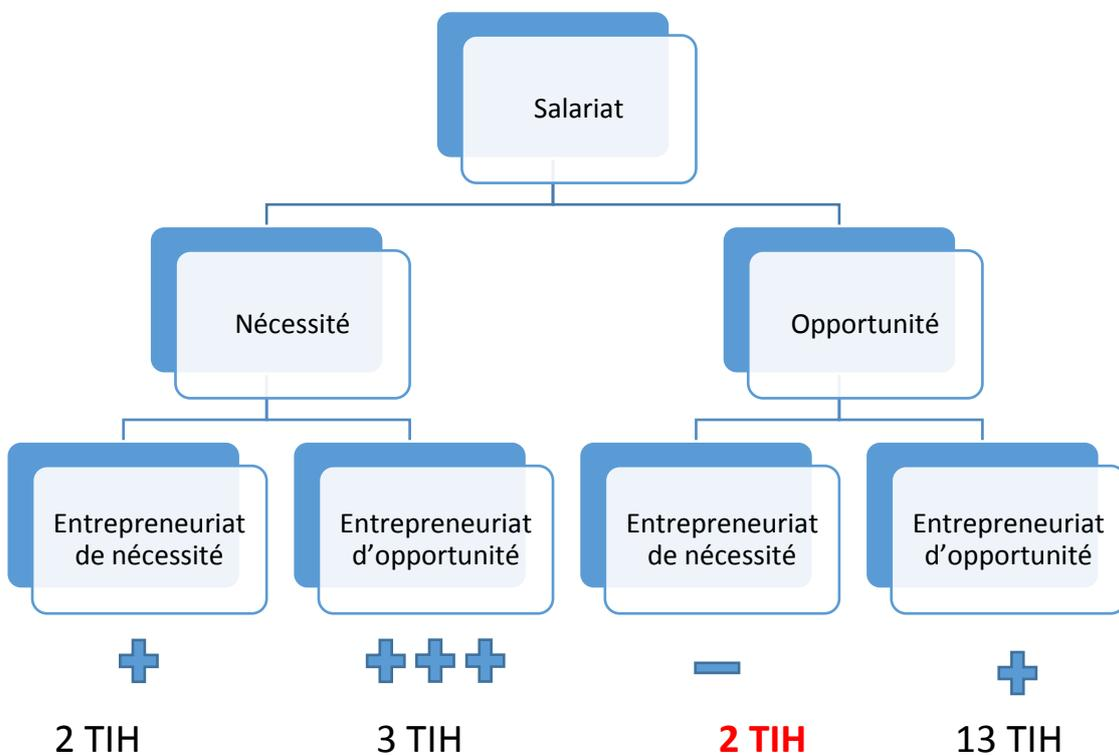 Salariat
Nécessité
Opportunité
Entrepreneuriat
de nécessité
Entrepreneuriat
d’opportunité
Entrepreneuriat
de nécessité
Entrepreneuriat
d’opportunité
2 TIH
3 TIH
2 TIH
13 TIH